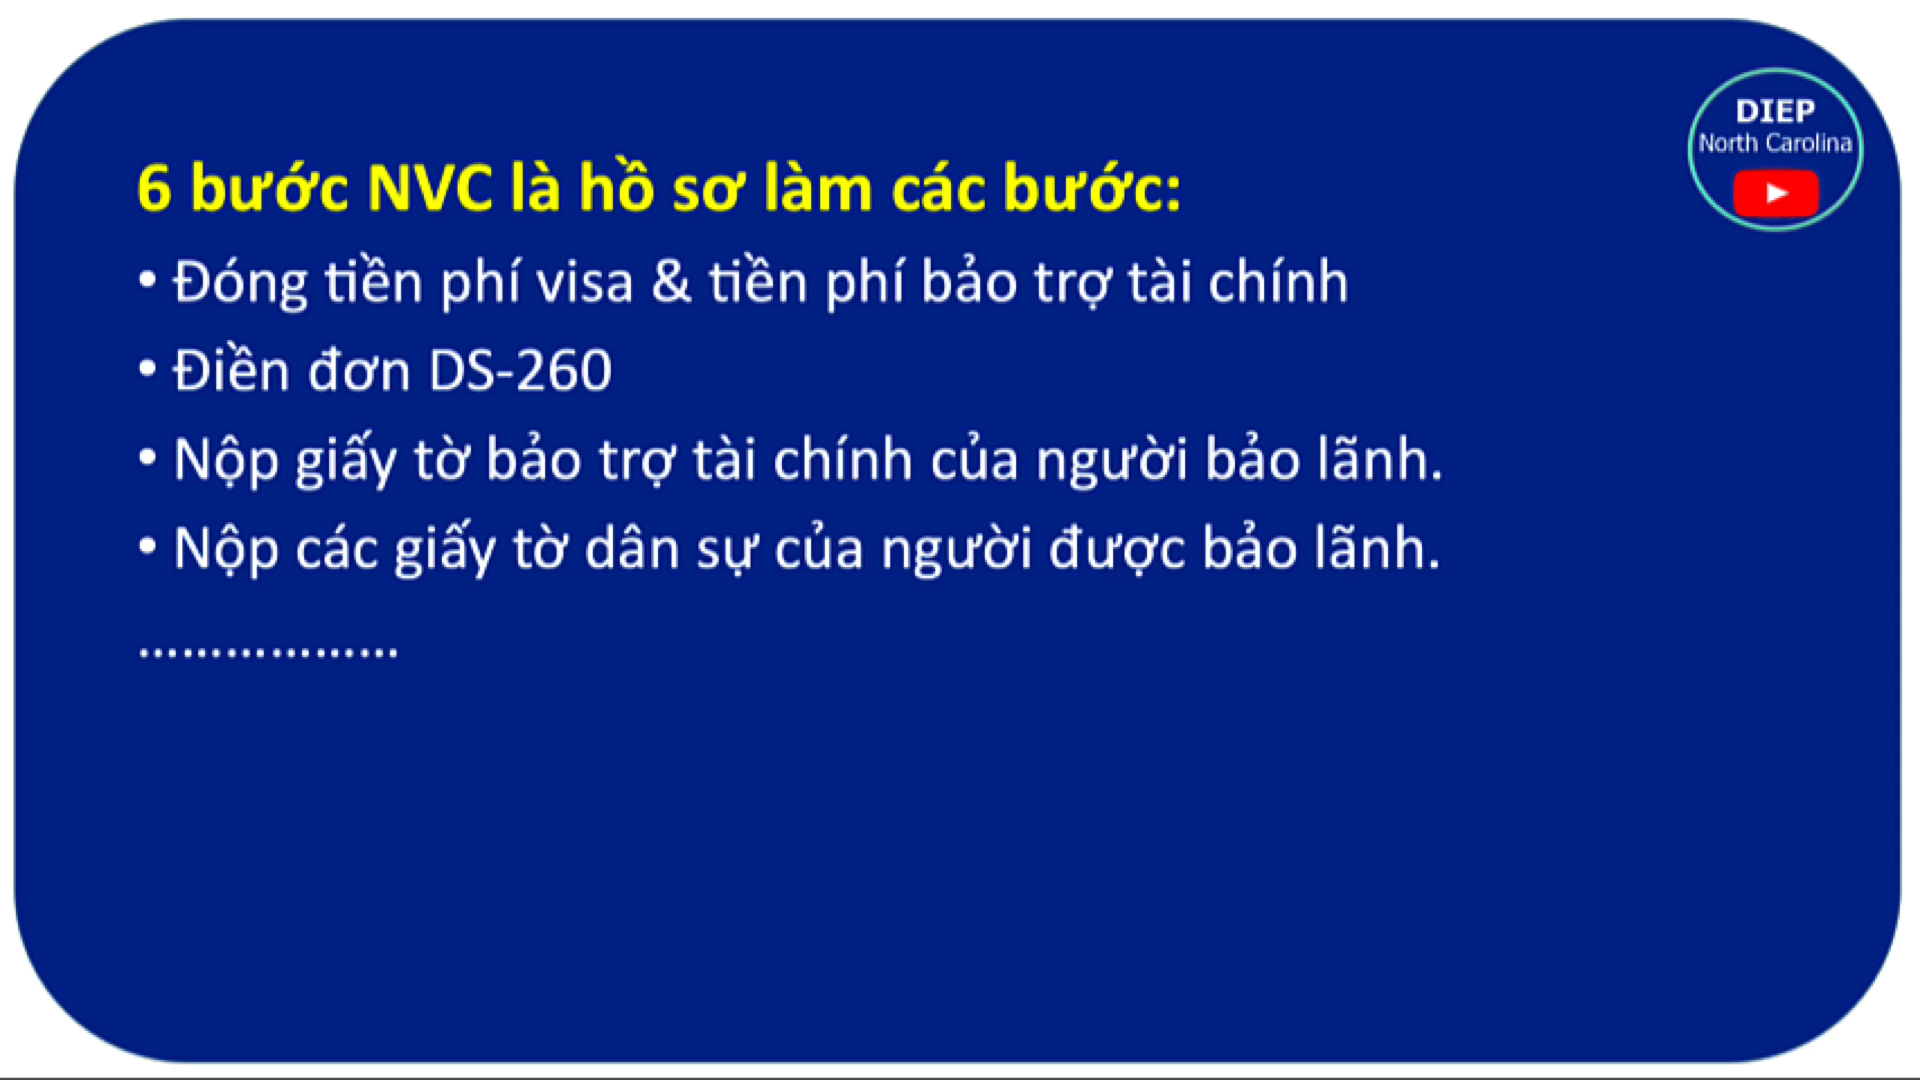 DIEP
North Carolina
6 bước NVC là hồ sơ làm các bước:
• Đóng tiền phí visa & tiền phí bảo trợ tài chính
• Điền đơn DS-260
• Nộp giấy tờ bảo trợ tài chính của người bảo lãnh.
• Nộp các giấy tờ dân sự của người được bảo lãnh.
………………